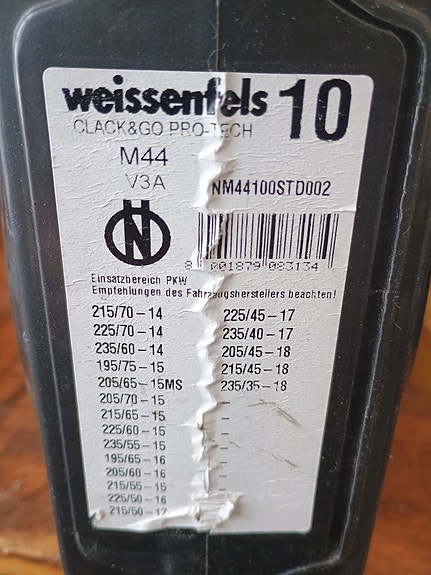 weissenfels 10
CLACK&GO PRO-TECH
M44
V3A
NM44100STD002
N
8 001879 083134
Einsatzbereich PKW
Empfehlungen des Fahrzeugsherstellers beachten!
215/70-14
225/70-14
235/60-14
195/75-15
205/65-15MS
205/70-15
215/65-15
225/60-15
235/55-15
195/65-16
205/60-16
215/55-16
225/50-16
215/50-17
225/45-17
235/40-17
205/45-18
215/45-18
235/35-18
-
-
-
-
-